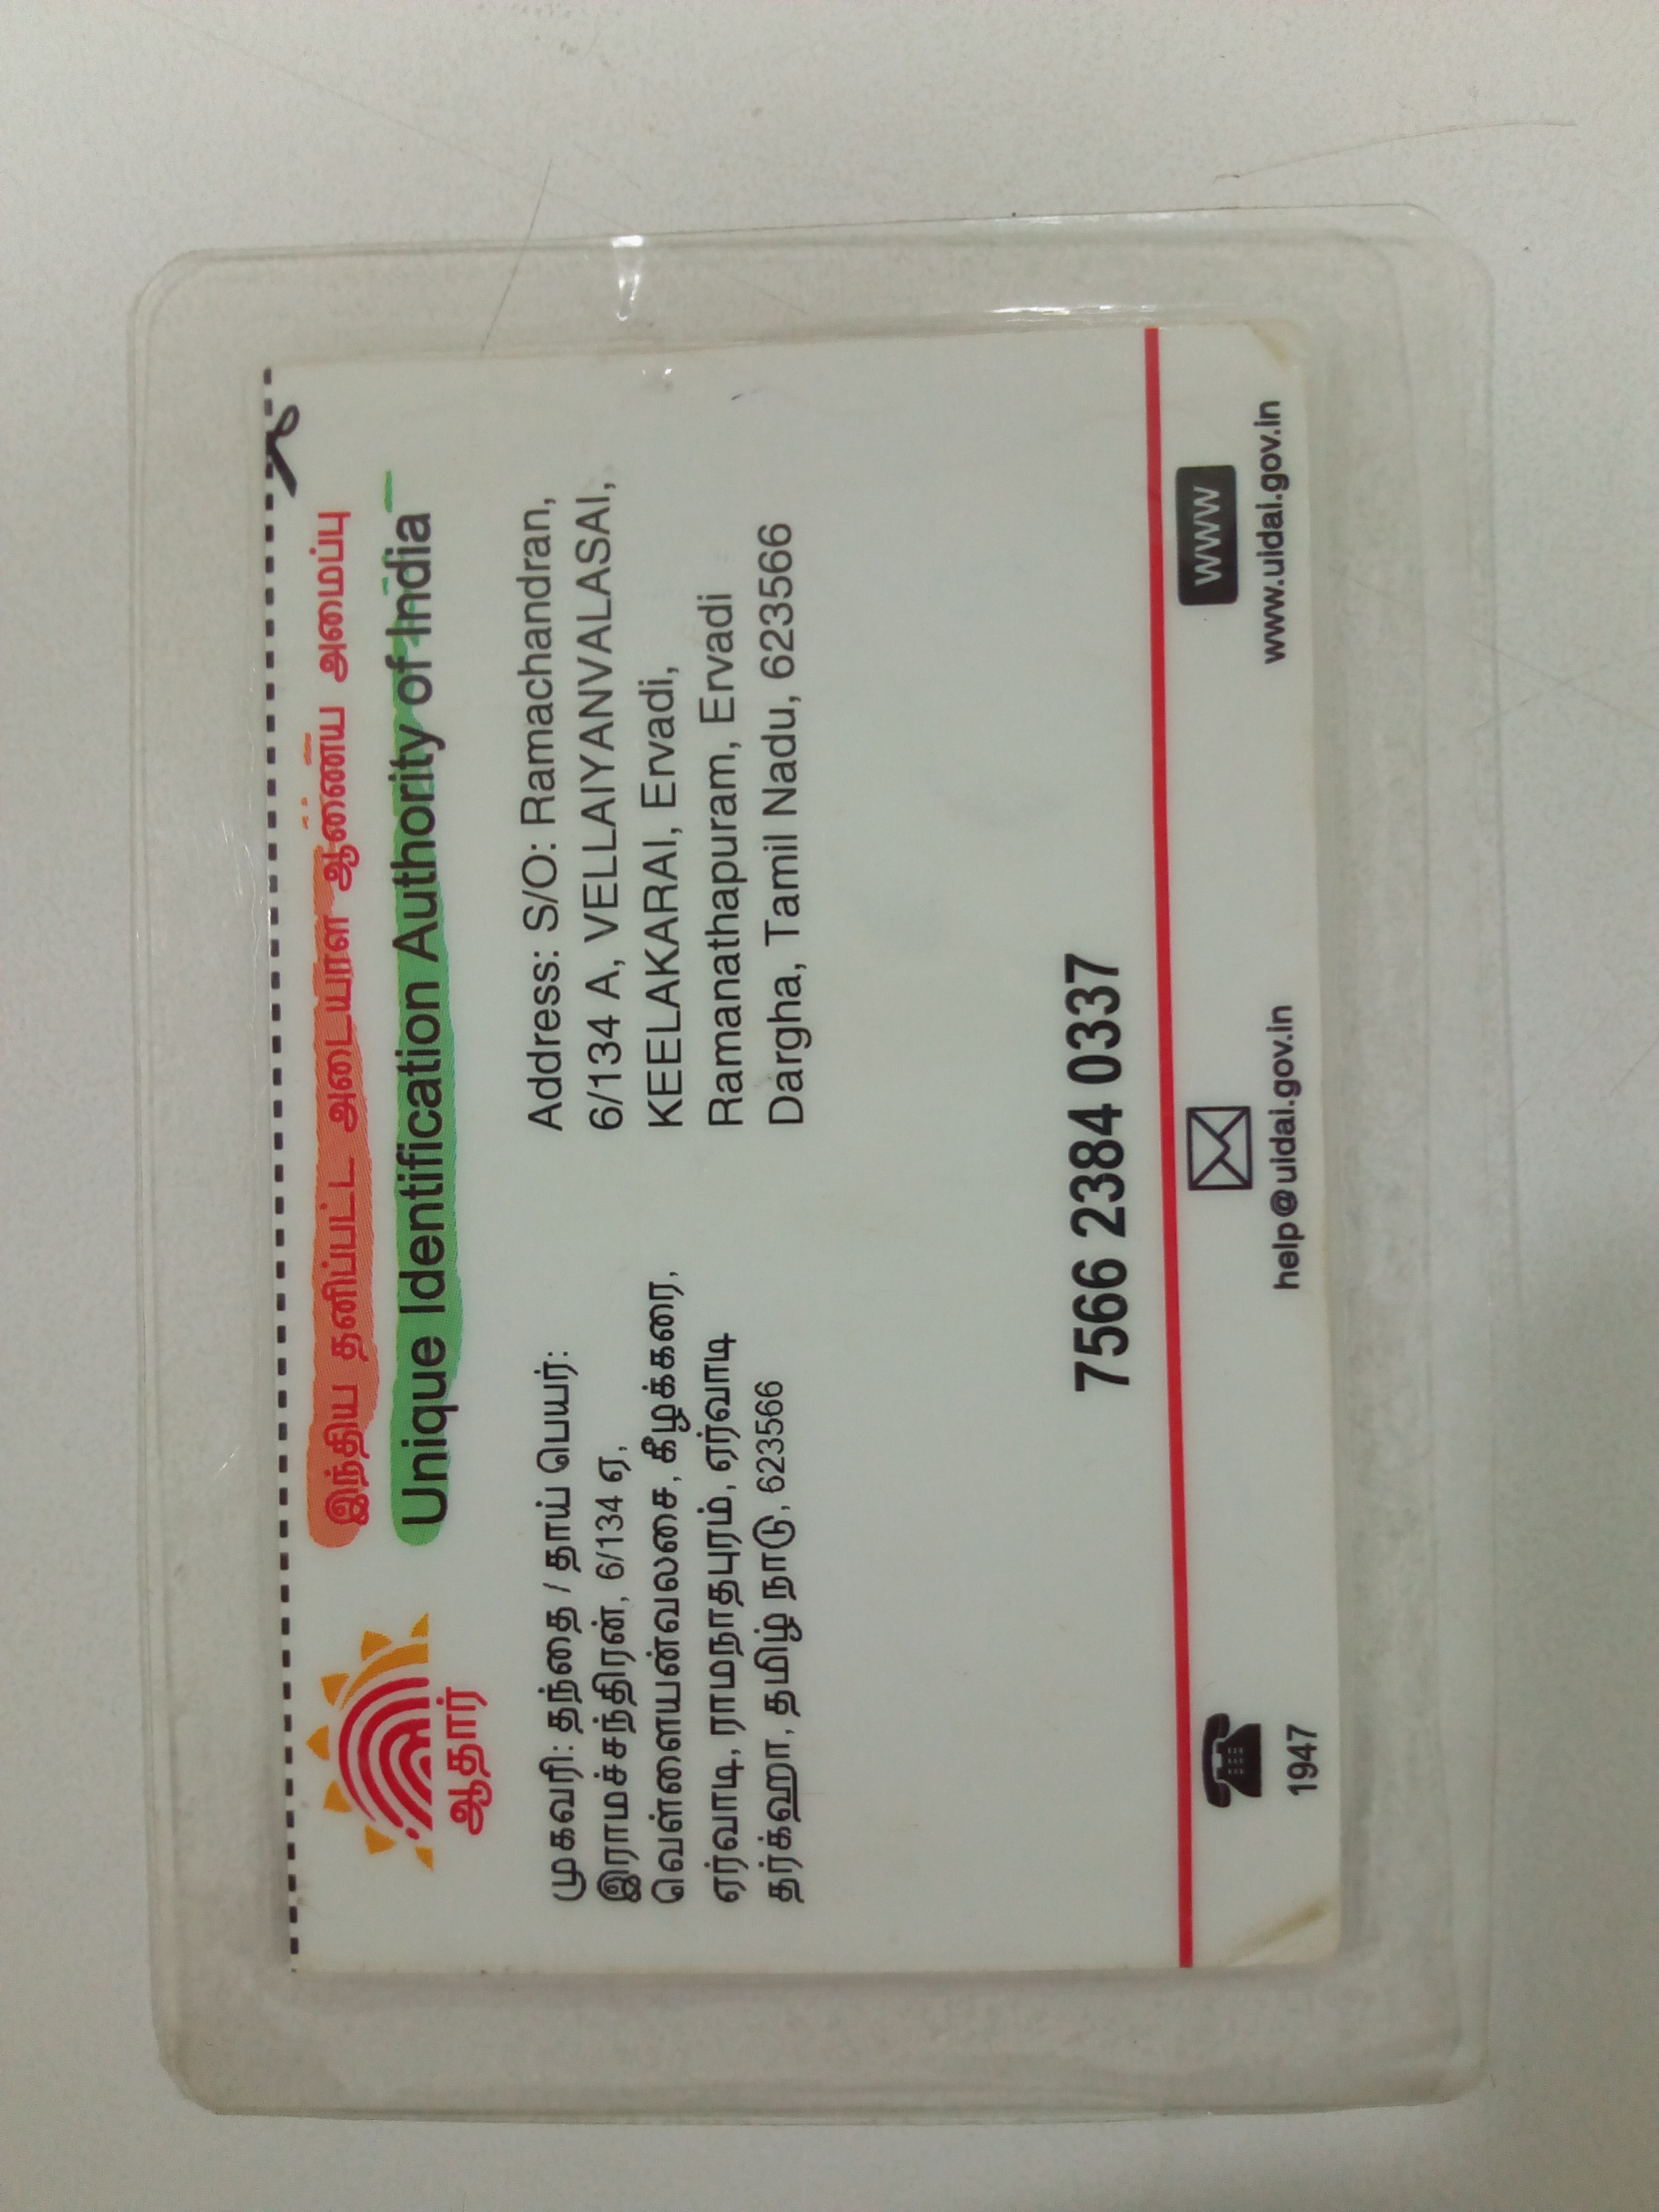 இந்திய தனிப்பட்ட அடையாள ஆணைய அமைப்பு
Unique Identification Authority of India
ஆதார்
முகவரி: தந்தை / தாய் பெயர்:
இராமச்சந்திரன், 6/134 ஏ,
வெள்ளையன்வலசை, கீழக்கரை,
ஏர்வாடி, ராமநாதபுரம், ஏர்வாடி
தர்க்ஹா, தமிழ் நாடு, 623566
Address: S/O: Ramachandran,
6/134 A, VELLAIYANVALASAI,
KEELAKARAI, Ervadi,
Ramanathapuram, Ervadi
Dargha, Tamil Nadu, 623566
7566 2384 0337
WWW
1947
help@uidai.gov.in
www.uidai.gov.in